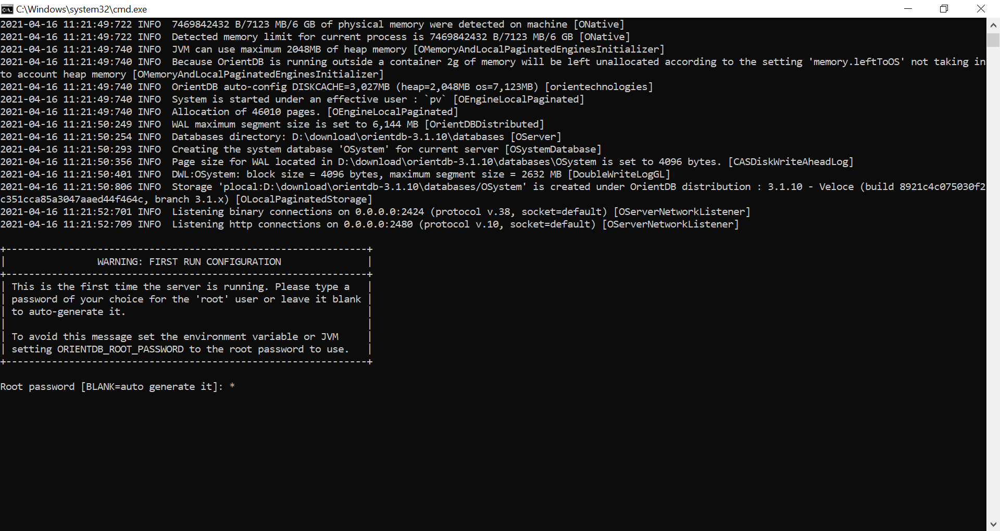 C:\Windows\system32\cmd.exe
2021-04-16 11:21:49:722 INFO  7469842432 B/7123 MB/6 GB of physical memory were detected on machine [ONative]
2021-04-16 11:21:49:722 INFO  Detected memory limit for current process is 7469842432 B/7123 MB/6 GB [ONative]
2021-04-16 11:21:49:740 INFO  JVM can use maximum 2048MB of heap memory [OMemoryAndLocalPaginatedEnginesInitializer]
2021-04-16 11:21:49:740 INFO  Because OrientDB is running outside a container 2g of memory will be left unallocated according to the setting 'memory.leftToOS' not taking in
to account heap memory [OMemoryAndLocalPaginatedEnginesInitializer]
2021-04-16 11:21:49:740 INFO  OrientDB auto-config DISKCACHE=3,027MB (heap=2,048MB os=7,123MB) [orientechnologies]
2021-04-16 11:21:49:740 INFO  System is started under an effective user : `pv` [OEngineLocalPaginated]
2021-04-16 11:21:49:740 INFO  Allocation of 46010 pages. [OEngineLocalPaginated]
2021-04-16 11:21:50:249 INFO  WAL maximum segment size is set to 6,144 MB [OrientDBDistributed]
2021-04-16 11:21:50:254 INFO  Databases directory: D:\download\orientdb-3.1.10\databases [OServer]
2021-04-16 11:21:50:293 INFO  Creating the system database 'OSystem' for current server [OSystemDatabase]
2021-04-16 11:21:50:356 INFO  Page size for WAL located in D:\download\orientdb-3.1.10\databases\OSystem is set to 4096 bytes. [CASDiskWriteAheadLog]
2021-04-16 11:21:50:401 INFO  DWL:OSystem: block size = 4096 bytes, maximum segment size = 2632 MB [DoubleWriteLogGL]
2021-04-16 11:21:50:806 INFO  Storage 'plocal:D:\download\orientdb-3.1.10\databases/OSystem' is created under OrientDB distribution : 3.1.10 - Veloce (build 8921c4c075030f2
c351cca85a3047aaed44f464c, branch 3.1.x) [OLocalPaginatedStorage]
2021-04-16 11:21:52:701 INFO  Listening binary connections on 0.0.0.0:2424 (protocol v.38, socket=default) [OServerNetworkListener]
2021-04-16 11:21:52:709 INFO  Listening http connections on 0.0.0.0:2480 (protocol v.10, socket=default) [OServerNetworkListener]
+---------------------------------------------------------------+
|                WARNING: FIRST RUN CONFIGURATION               |
+---------------------------------------------------------------+
| This is the first time the server is running. Please type a   |
| password of your choice for the 'root' user or leave it blank |
| to auto-generate it.                                          |
|                                                               |
| To avoid this message set the environment variable or JVM     |
| setting ORIENTDB_ROOT_PASSWORD to the root password to use.   |
+---------------------------------------------------------------+
Root password [BLANK=auto generate it]: *